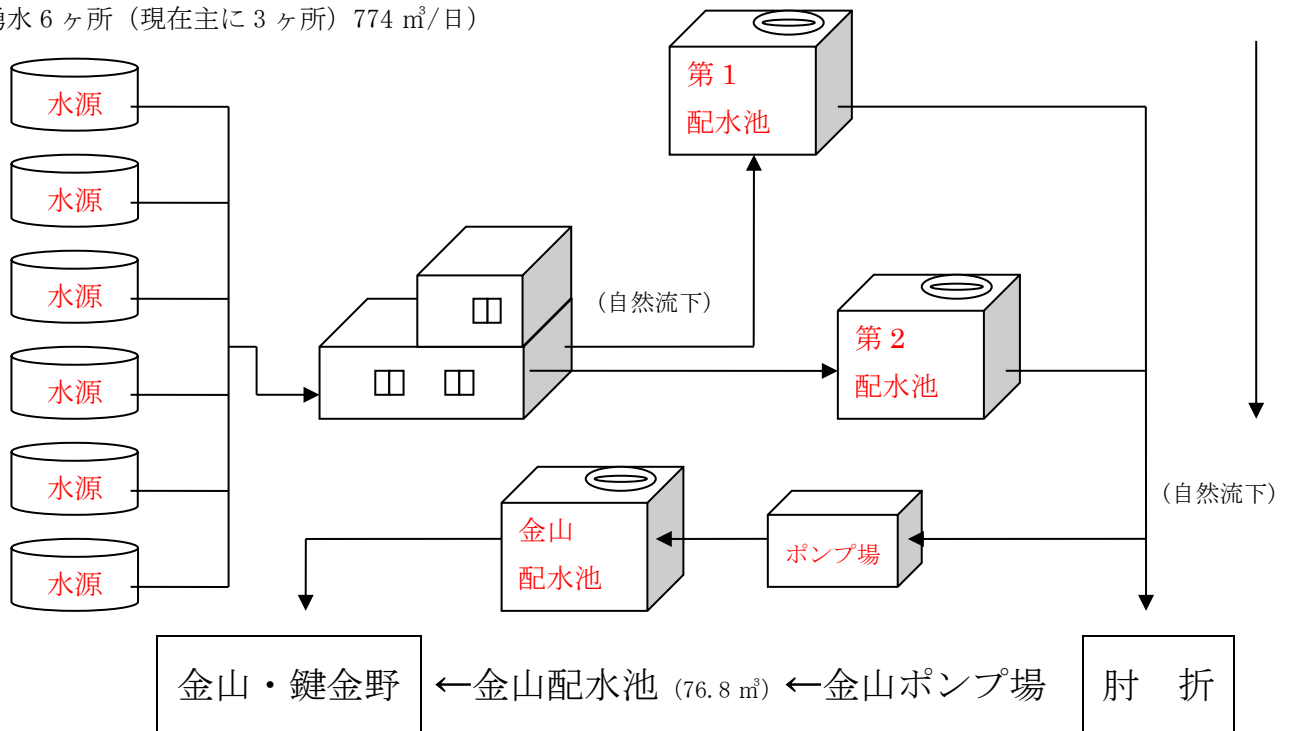 湧水6ヶ所（現在主に3ヶ所）774 ㎥/日）
第1
配水池
水源
水源
水源
水源
水源
水源
（自然流下）
第2
配水池
（自然流下）
金山
配水池
ポンプ場
金山・鍵金野 ←金山配水池（76.8 ㎥）←金山ポンプ場 肘　折